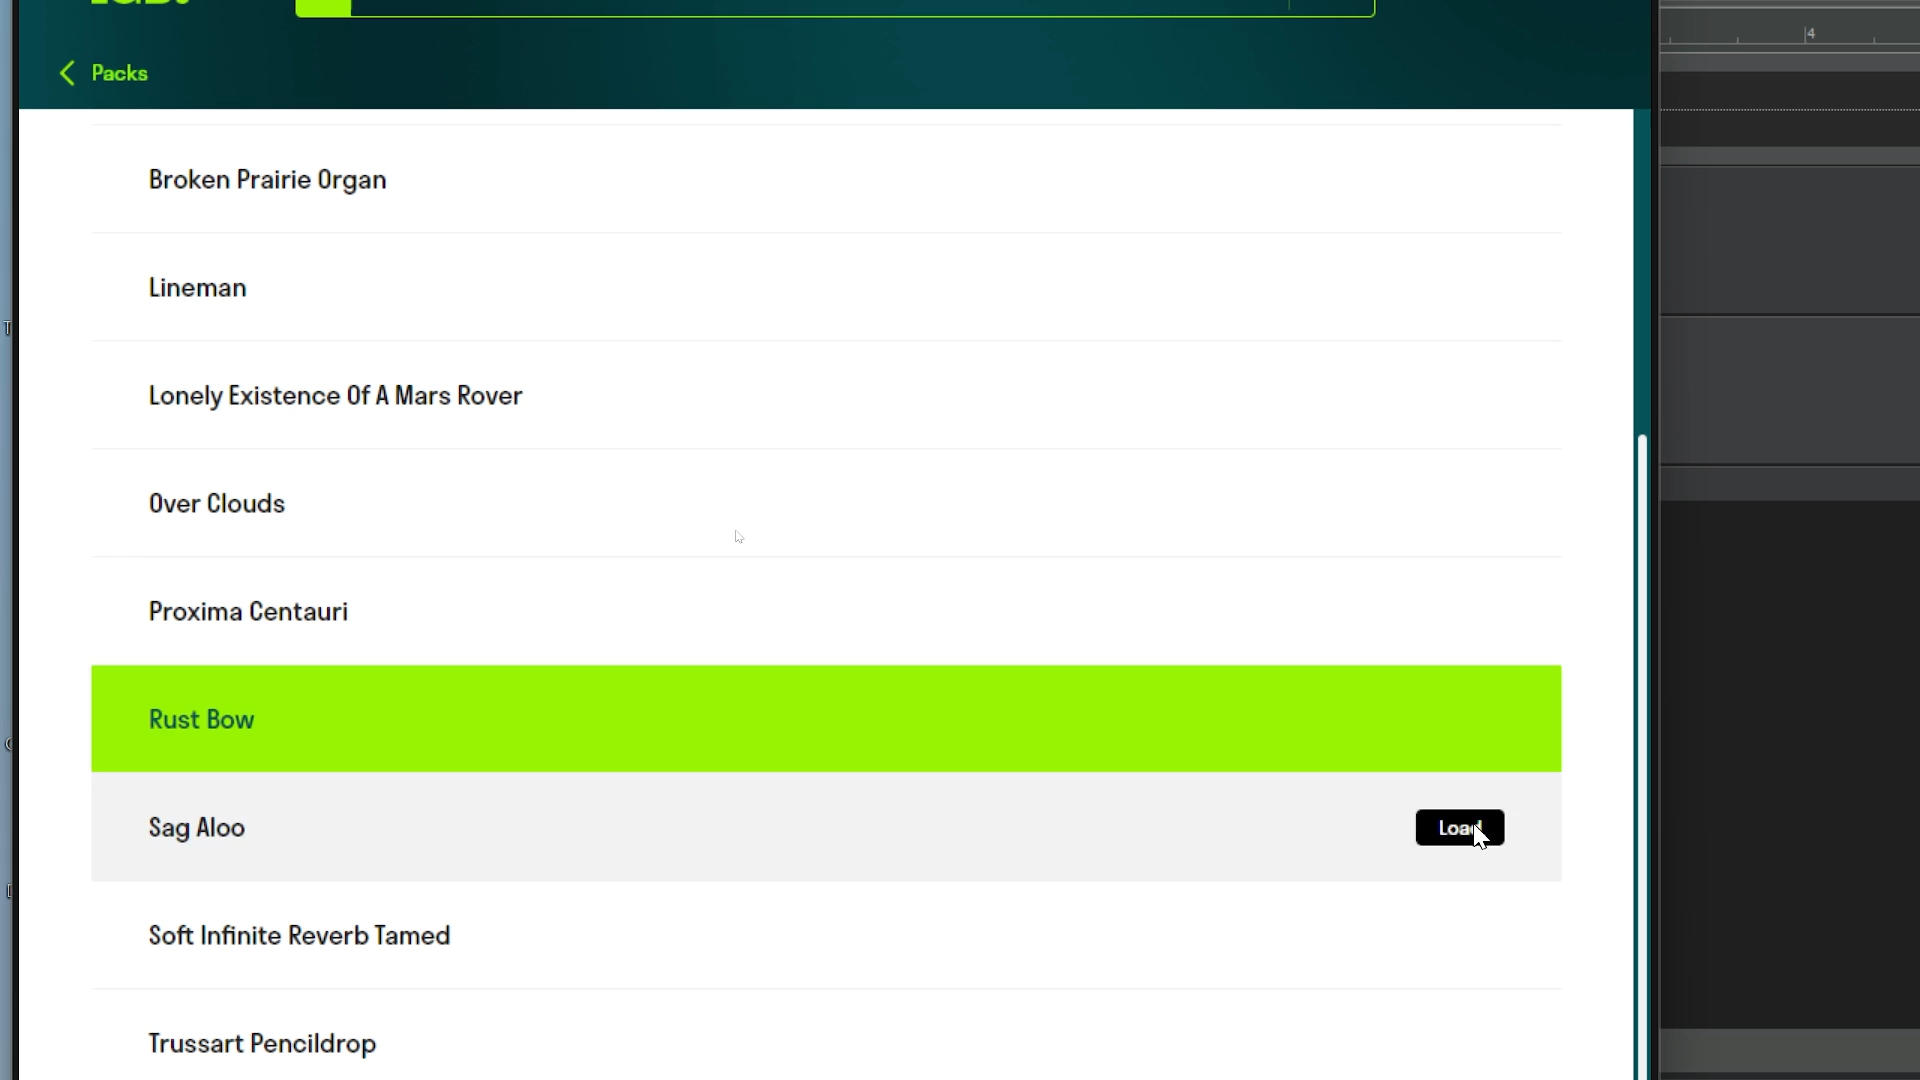 4
Packs
Broken Prairie Organ
Lineman
Lonely Existence Of A Mars Rover
Over Clouds
Proxima Centauri
Rust Bow
Sag Aloo
Load
Soft Infinite Reverb Tamed
Trussart Pencildrop